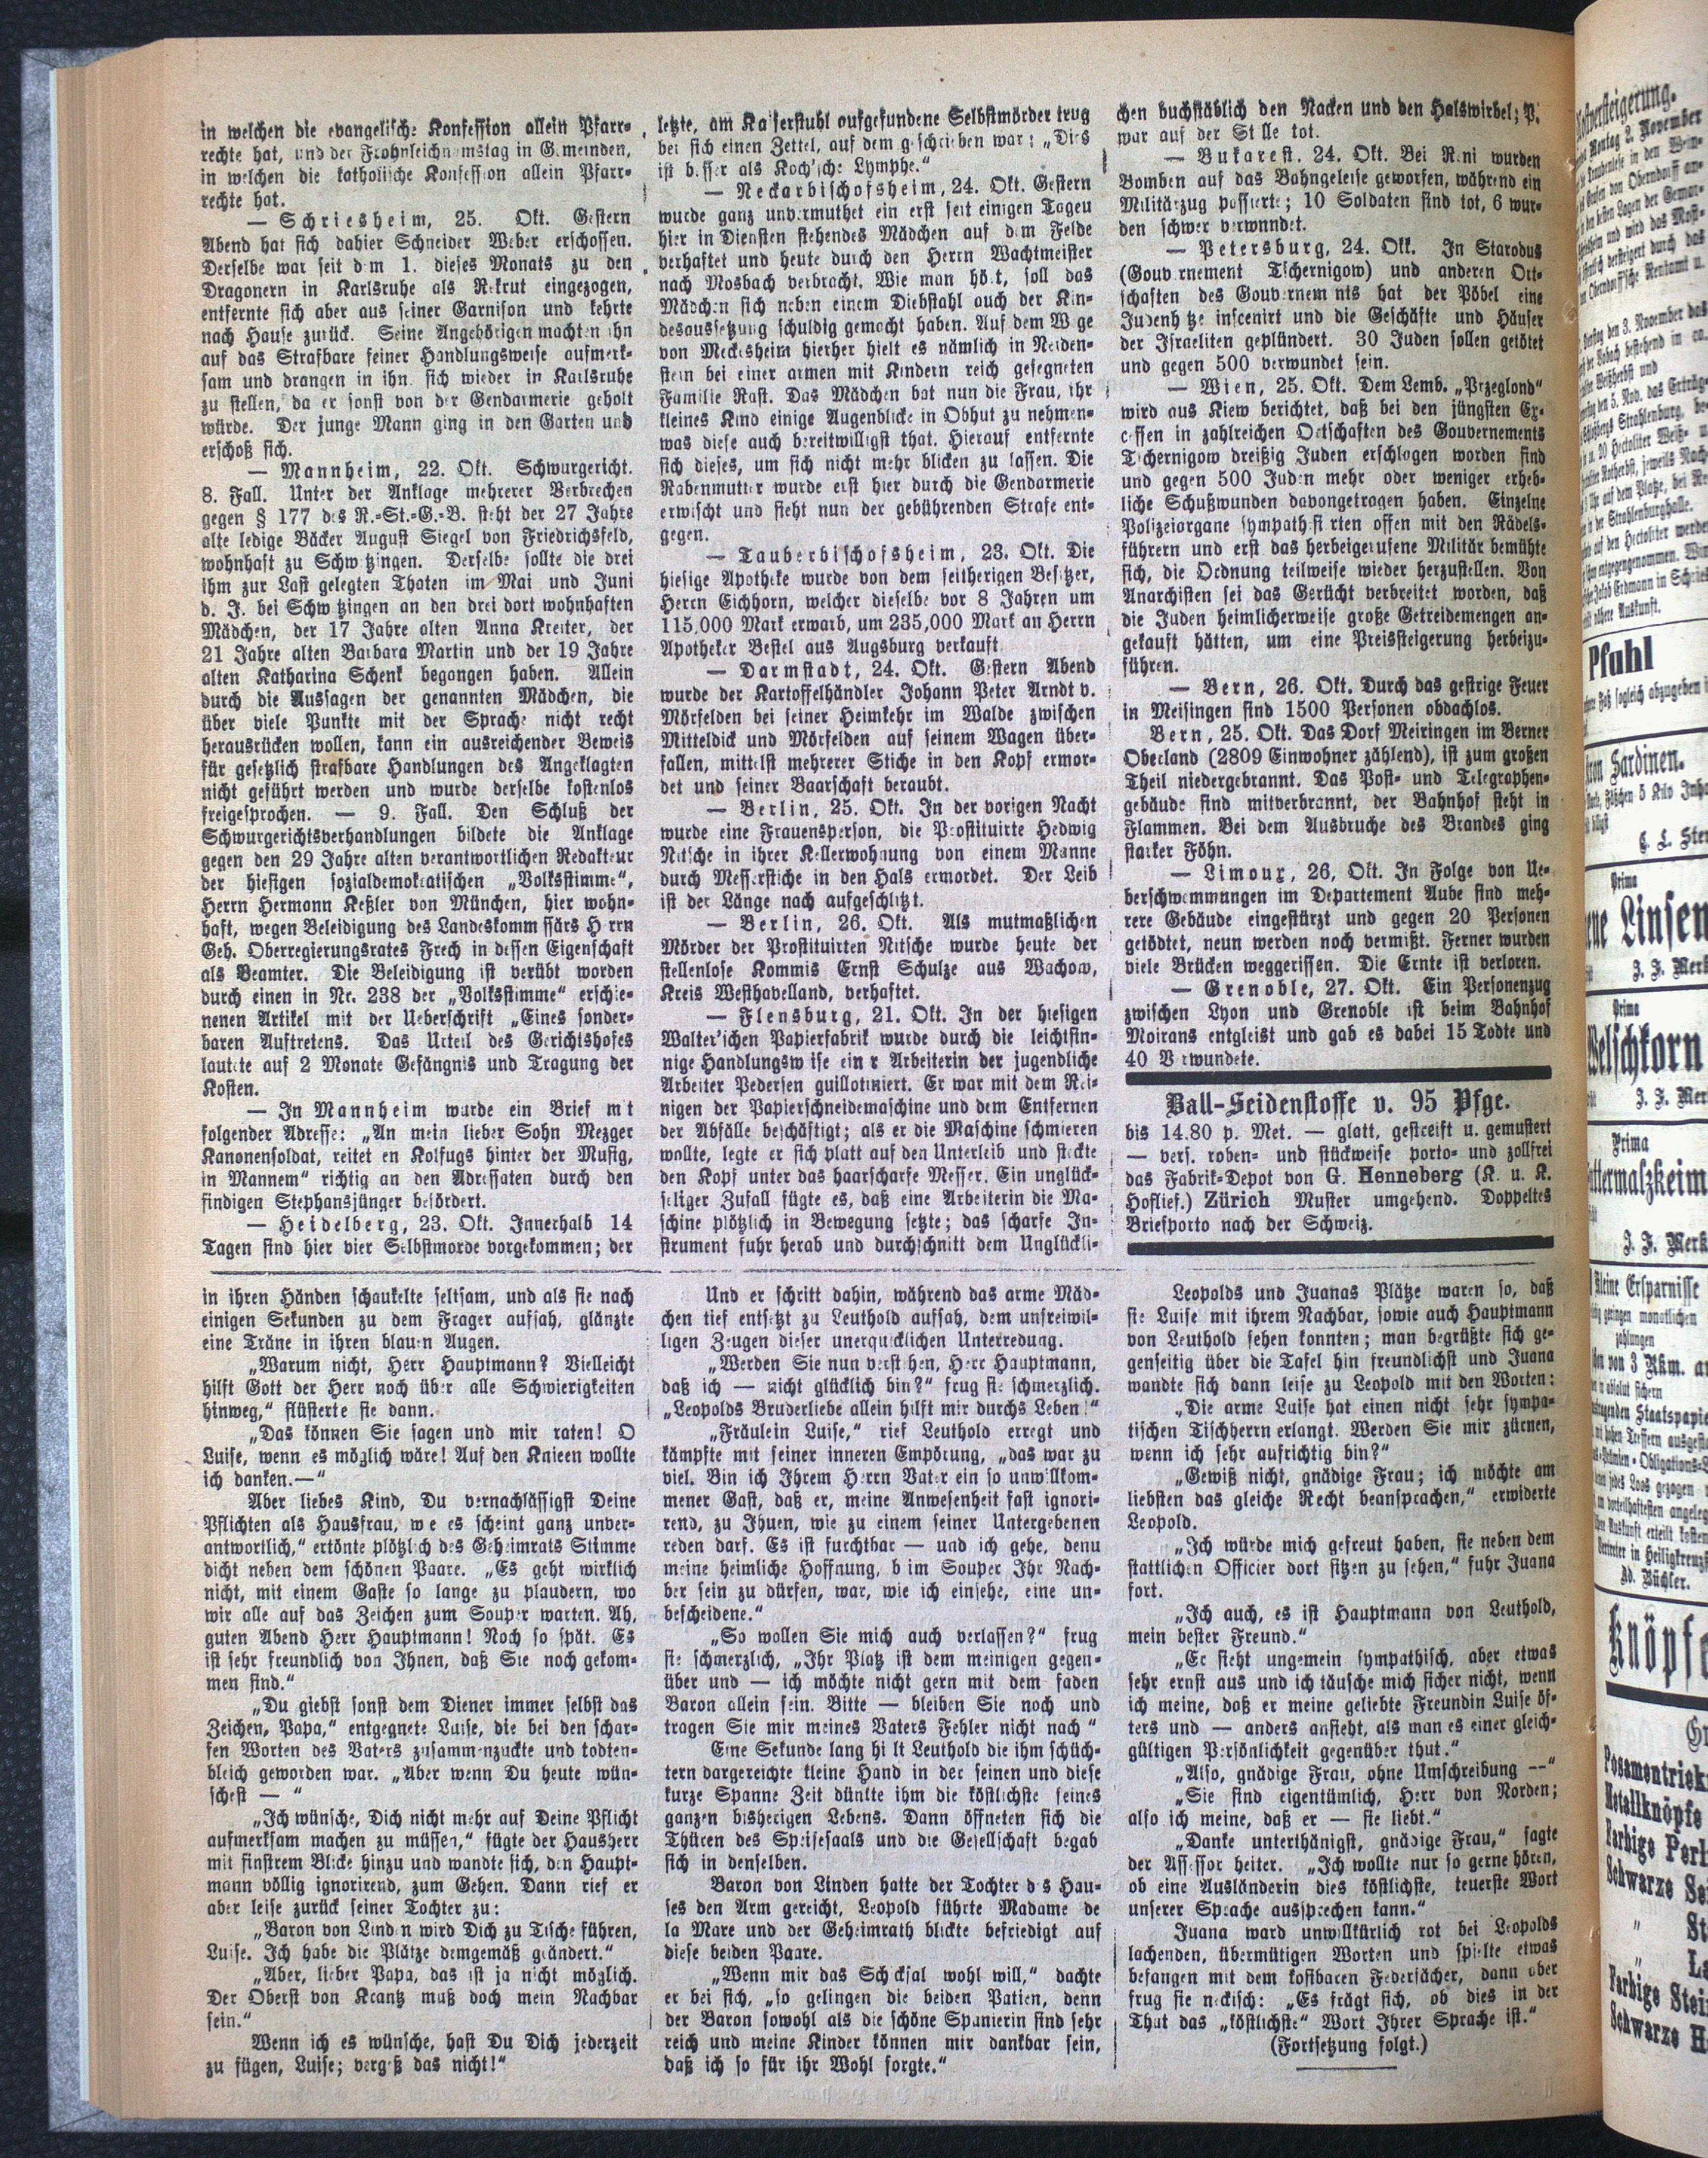 in welchen die evangelische Konfession allein Pfarr-
rechte hat, und der Frohnleichnamstag in Gemeinden,
in welchen die katholische Konfession allein Pfarr-
rechte hat.
— Schriesheim, 25. Okt. Gestern
Abend hat sich dahier Schneider Weber erschossen.
Derselbe war seit dem 1. dieses Monats zu den
Dragonern in Karlsruhe als Rekrut eingezogen,
entfernte sich aber aus seiner Garnison und kehrte
nach Hause zurück. Seine Angehörigen machten ihn
auf das Strafbare seiner Handlungsweise aufmerk-
sam und drangen in ihn sich wieder in Karlsruhe
zu stellen, da er sonst von der Gendarmerie geholt
würde. Der junge Mann ging in den Garten und
erschoß sich.
— Mannheim, 22. Okt. Schwurgericht.
8. Fall. Unter der Anklage mehrerer Verbrechen
gegen § 177 des R.-St.-G.-B. steht der 27 Jahre
alte ledige Bäcker August Siegel von Friedrichsfeld,
wohnhaft zu Schwetzingen. Derselbe sollte die drei
ihm zur Last gelegten Thaten im Mai und Juni
d. J. bei Schwetzingen an den drei dort wohnhaften
Mädchen, der 17 Jahre alten Anna Kreiter, der
21 Jahre alten Barbara Martin und der 19 Jahre
alten Katharina Schenk begangen haben. Allein
durch die Aussagen der genannten Mädchen, die
über viele Punkte mit der Sprache nicht recht
herausrücken wollen, kann ein ausreichender Beweis
für gesetzlich strafbare Handlungen des Angeklagten
nicht geführt werden und wurde derselbe kostenlos
freigesprochen. — 9. Fall. Den Schluß der
Schwurgerichtsverhandlungen bildete die Anklage
gegen den 29 Jahre alten verantwortlichen Redakteur
der hiesigen sozialdemokratischen „Volksstimme“,
Herrn Hermann Keßler von München, hier wohn-
haft, wegen Beleidigung des Landeskommissärs Herrn
Geh. Oberregierungsrates Frech in dessen Eigenschaft
als Beamter. Die Beleidigung ist verübt worden
durch einen in Nr. 238 der „Volksstimme“ erschie-
nenen Artikel mit der Ueberschrift „Eines sonder-
baren Auftretens. Das Urteil des Gerichtshofes
lautete auf 2 Monate Gefängnis und Tragung der
Kosten.
— In Mannheim wurde ein Brief mit
folgender Adresse: „An mein lieber Sohn Mezger
Kanonensoldat, reitet en Kolfugs hinter der Musig,
in Mannem“ richtig an den Adressaten durch den
findigen Stephansjünger befördert.
— Heidelberg, 23. Okt. Innerhalb 14
Tagen sind hier vier Selbstmorde vorgekommen; der
letzte, am Kaiserstuhl aufgefundene Selbstmörder trug
bei sich einen Zettel, auf dem geschrieben war: „Dies
ist besser als Koch'sche Lymphe.“
— Neckarbischofsheim, 24. Okt. Gestern
wurde ganz unvermuthet ein erst seit einigen Tageu
hier in Diensten stehendes Mädchen auf dem Felde
verhaftet und heute durch den Herrn Wachtmeister
nach Mosbach verbracht. Wie man hört, soll das
Mädchen sich neben einem Diebstahl auch der Kin-
desaussetzung schuldig gemacht haben. Auf dem Wege
von Meckesheim hierher hielt es nämlich in Neiden-
stein bei einer armen mit Kindern reich gesegneten
Familie Rast. Das Mädchen bat nun die Frau, ihr
kleines Kind einige Augenblicke in Obhut zu nehmen-
was diese auch bereitwilligst that. Hierauf entfernte
sich dieses, um sich nicht mehr blicken zu lassen. Die
Rabenmutter wurde erst hier durch die Gendarmerie
erwischt und sieht nun der gebührenden Strafe ent-
gegen.
— Tauberbischofsheim, 23. Okt. Die
hiesige Apotheke wurde von dem seitherigen Besitzer,
Herrn Eichhorn, welcher dieselbe vor 8 Jahren um
115,000 Mark erwarb, um 235,000 Mark an Herrn
Apotheker Bestel aus Augsburg verkauft.
— Darmstadt, 24. Okt. Gestern Abend
wurde der Kartoffelhändler Johann Peter Arndt v.
Mörfelden bei seiner Heimkehr im Walde zwischen
Mitteldick und Mörfelden auf seinem Wagen über-
fallen, mittelst mehrerer Stiche in den Kopf ermor-
det und seiner Baarschaft beraubt.
— Berlin, 25. Okt. In der vorigen Nacht
wurde eine Frauensperson, die Prostituirte Hedwig
Nitsche in ihrer Kellerwohnung von einem Manne
durch Messerstiche in den Hals ermordet. Der Leib
ist der Länge nach aufgeschlitzt.
— Berlin, 26. Okt. Als mutmaßlichen
Mörder der Prostituirten Nitsche wurde heute der
stellenlose Kommis Ernst Schulze aus Wachow,
Kreis Westhavelland, verhaftet.
— Flensburg, 21. Okt. In der hiesigen
Walter'schen Papierfabrik wurde durch die leichtsin-
nige Handlungsweise einer Arbeiterin der jugendliche
Arbeiter Pedersen guillotiniert. Er war mit dem Rei-
nigen der Papierschneidemaschine und dem Entfernen
der Abfälle beschäftigt; als er die Maschine schmieren
wollte, legte er sich platt auf den Unterleib und steckte
den Kopf unter das haarscharfe Messer. Ein unglück-
seliger Zufall fügte es, daß eine Arbeiterin die Ma-
schine plötzlich in Bewegung setzte; das scharfe In-
strument fuhr herab und durchschnitt dem Unglückli-
chen buchstäblich den Nacken und den Halswirbel; P.
war auf der Stelle tot.
— Bukarest, 24. Okt. Bei Reni wurden
Bomben auf das Bahngeleise geworfen, während ein
Militärzug passierte; 10 Soldaten sind tot, 6 wur-
den schwer verwundet.
— Petersburg, 24. Okt. In Starodus
(Gouvernement Tschernigow) und anderen Ort-
schaften des Gouvernements hat der Pöbel eine
Judenhetze inscenirt und die Geschäfte und Häuser
der Israeliten geplündert. 30 Juden sollen getötet
und gegen 500 verwundet sein.
— Wien, 25. Okt. Dem Lemb. „Przeglond“
wird aus Kiew berichtet, daß bei den jüngsten Ex-
cessen in zahlreichen Ortschaften des Gouvernements
Tschernigow dreißig Juden erschlagen worden sind
und gegen 500 Juden mehr oder weniger erheb-
liche Schußwunden davongetragen haben. Einzelne
Polizeiorgane sympathisirten offen mit den Rädels-
führern und erst das herbeigerufene Militär bemühte
sich, die Ordnung teilweise wieder herzustellen. Von
Anarchisten sei das Gerücht verbreitet worden, daß
die Juden heimlicherweise große Getreidemengen an-
gekauft hätten, um eine Preissteigerung herbeizu-
führen.
— Bern, 26. Okt. Durch das gestrige Feuer
in Meisingen sind 1500 Personen obdachlos.
Bern, 25. Okt. Das Dorf Meiringen im Berner
Oberland (2809 Einwohner zählend), ist zum großen
Theil niedergebrannt. Das Post- und Telegraphen-
gebäude sind mitverbrannt, der Bahnhof steht in
Flammen. Bei dem Ausbruche des Brandes ging
starker Föhn.
— Limoux, 26. Okt. In Folge von Ue-
berschwemmungen im Departement Aube sind meh-
rere Gebäude eingestürzt und gegen 20 Personen
getödtet, neun werden noch vermißt. Ferner wurden
viele Brücken weggerissen. Die Ernte ist verloren.
— Grenoble, 27. Okt. Ein Personenzug
zwischen Lyon und Grenoble ist beim Bahnhof
Moirans entgleist und gab es dabei 15 Todte und
40 Verwundete.
Ball-Seidenstoffe v. 95 Pfge.
bis 14.80 p. Met. — glatt, gestreift u. gemustert
— vers. roben- und stückweise porto- und zollfrei
das Fabrik-Depot von G. Henneberg (K. u. K.
Hoflief.) Zürich Muster umgehend. Doppeltes
Briefporto nach der Schweiz.
in ihren Händen schaukelte seltsam, und als sie nach
einigen Sekunden zu dem Frager aufsah, glänzte
eine Träne in ihren blauen Augen.
„Warum nicht, Herr Hauptmann? Vielleicht
hilft Gott der Herr noch über alle Schwierigkeiten
hinweg,“ flüsterte sie dann.
„Das können Sie sagen und mir raten! O
Luise, wenn es möglich wäre! Auf den Knieen wollte
ich danken.—“
Aber liebes Kind, Du vernachlässigst Deine
Pflichten als Hausfrau, wie es scheint ganz unver-
antwortlich,“ ertönte plötzlich des Geheimrats Stimme
dicht neben dem schönen Paare. „Es geht wirklich
nicht, mit einem Gaste so lange zu plaudern, wo
wir alle auf das Zeichen zum Souper warten. Ah,
guten Abend Herr Hauptmann! Noch so spät. Es
ist sehr freundlich von Ihnen, daß Sie noch gekom-
men sind.“
„Du giebst sonst dem Diener immer selbst das
Zeichen, Papa,“ entgegnete Luise, die bei den schar-
fen Worten des Vaters zusammenzuckte und todten-
bleich geworden war. „Aber wenn Du heute wün-
schest — “
„Ich wünsche, Dich nicht mehr auf Deine Pflicht
aufmerksam machen zu müssen,“ fügte der Hausherr
mit finstrem Blicke hinzu und wandte sich, den Haupt-
mann völlig ignorirend, zum Gehen. Dann rief er
aber leise zurück seiner Tochter zu:
„Baron von Linden wird Dich zu Tische führen,
Luise. Ich habe die Plätze demgemäß geändert.“
„Aber, lieber Papa, das ist ja nicht möglich.
Der Oberst von Krantz muß doch mein Nachbar
sein.“
Wenn ich es wünsche, hast Du Dich jederzeit
zu fügen, Luise; vergiß das nicht!“
Und er schritt dahin, während das arme Mäd-
chen tief entsetzt zu Leuthold aufsah, dem unfreiwil-
ligen Zeugen dieser unerquicklichen Unterredung.
„Werden Sie nun verstehen, Herr Hauptmann,
daß ich — nicht glücklich bin?“ frug sie schmerzlich.
„Leopolds Bruderliebe allein hilft mir durchs Leben!“
„Fräulein Luise,“ rief Leuthold erregt und
kämpfte mit seiner inneren Empörung, „das war zu
viel. Bin ich Ihrem Herrn Vater ein so unwillkom-
mener Gast, daß er, meine Anwesenheit fast ignori-
rend, zu Ihuen, wie zu einem seiner Untergebenen
reden darf. Es ist furchtbar — und ich gehe, denu
meine heimliche Hoffnung, beim Souper Ihr Nach-
ber sein zu dürfen, war, wie ich einsehe, eine un-
bescheidene.“
„So wollen Sie mich auch verlassen?“ frug
sie schmerzlich, „Ihr Platz ist dem meinigen gegen-
über und — ich möchte nicht gern mit dem faden
Baron allein sein. Bitte — bleiben Sie noch und
tragen Sie mir meines Vaters Fehler nicht nach“
Eine Sekunde lang hielt Leuthold die ihm schüch-
tern dargereichte kleine Hand in der seinen und diese
kurze Spanne Zeit dünkte ihm die köstlichste seines
ganzen bisherigen Lebens. Dann öffneten sich die
Thüren des Speisesaals und die Gesellschaft begab
sich in denselben.
Baron von Linden hatte der Tochter des Hau-
ses den Arm gereicht, Leopold führte Madame de
la Mare und der Geheimrath blickte befriedigt auf
diese beiden Paare.
„Wenn mir das Schicksal wohl will,“ dachte
er bei sich, „so gelingen die beiden Patien, denn
der Baron sowohl als die schöne Spanierin sind sehr
reich und meine Kinder können mir dankbar sein,
daß ich so für ihr Wohl sorgte.“
Leopolds und Juanas Plätze waren so, daß
sie Luise mit ihrem Nachbar, sowie auch Hauptmann
von Leuthold sehen konnten; man begrüßte sich ge-
genseitig über die Tafel hin freundlichst und Juana
wandte sich dann leise zu Leopold mit den Worten:
„Die arme Luise hat einen nicht sehr sympa-
tischen Tischherrn erlangt. Werden Sie mir zürnen,
wenn ich sehr aufrichtig bin?“
„Gewiß nicht, gnädige Frau; ich möchte am
liebsten das gleiche Recht beansprachen,“ erwiderte
Leopold.
„Ich würde mich gefreut haben, sie neben dem
stattlichen Officier dort sitzen zu sehen,“ fuhr Juana
fort.
„Ich auch, es ist Hauptmann von Leuthold,
mein bester Freund.“
„Er sieht ungemein sympathisch, aber etwas
sehr ernst aus und ich täusche mich sicher nicht, wenn
ich meine, daß er meine geliebte Freundin Luise öf-
ters und — anders ansieht, als man es einer gleich-
gültigen Persönlichkeit gegenüber thut.“
„Also, gnädige Frau, ohne Umschreibung —“
„Sie sind eigentümlich, Herr von Norden;
also ich meine, daß er — sie liebt.“
„Danke unterthänigst, gnädige Frau,“ sagte
der Assessor heiter. „Ich wollte nur so gerne hören,
ob eine Ausländerin dies köstlichste, teuerste Wort
unserer Sprache aussprechen kann.“
Juana ward unwillkürlich rot bei Leopolds
lachenden, übermütigen Worten und spielte etwas
befangen mit dem kostbaren Federfächer, dann aber
frug sie neckisch: „Es frägt sich, ob dies in der
That das „köstlichste“ Wort Ihrer Sprache ist.“
(Fortsetzung folgt.)
Montag 2. November
3. November das
5. Nov. das
Pfuhl
Sardinen.
Prima
Linsen
J. J. Merk
Prima
Welschkorn
J. J. Merk
Prima
J. J. Merk
Kleine Ersparnisse
von 3 Rkm. an
Ad. Büchler.
Knöpfe
Metallknöpfe
Farbige Perl
Schwarze
Farbige Stei
Schwarze H